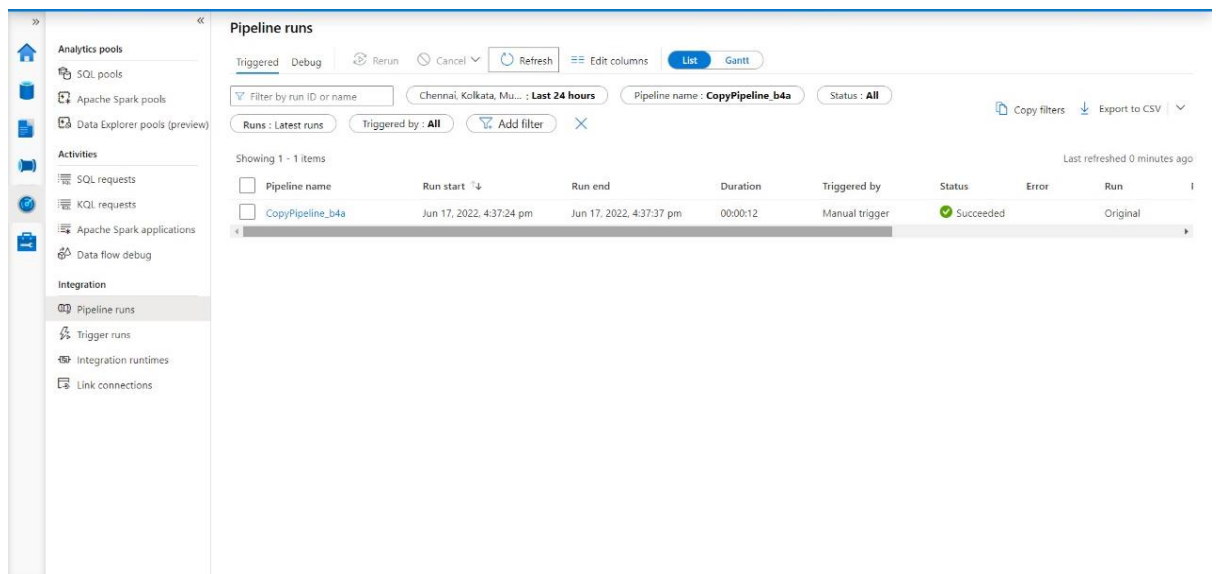 »
«
Analytics pools
SQL pools
Apache Spark pools
Data Explorer pools (preview)
Activities
SQL requests
KQL requests
Apache Spark applications
Data flow debug
Integration
Pipeline runs
Trigger runs
Integration runtimes
Link connections
Pipeline runs
Triggered Debug Rerun Cancel Refresh Edit columns List Gantt
Filter by run ID or name Chennai, Kolkata, Mu... : Last 24 hours Pipeline name : CopyPipeline_b4a Status : All
Runs : Latest runs Triggered by : All Add filter Copy filters Export to CSV
Showing 1 - 1 items Last refreshed 0 minutes ago
Pipeline name Run start Run end Duration Triggered by Status Error Run
CopyPipeline_b4a Jun 17, 2022, 4:37:24 pm Jun 17, 2022, 4:37:37 pm 00:00:12 Manual trigger Succeeded Original